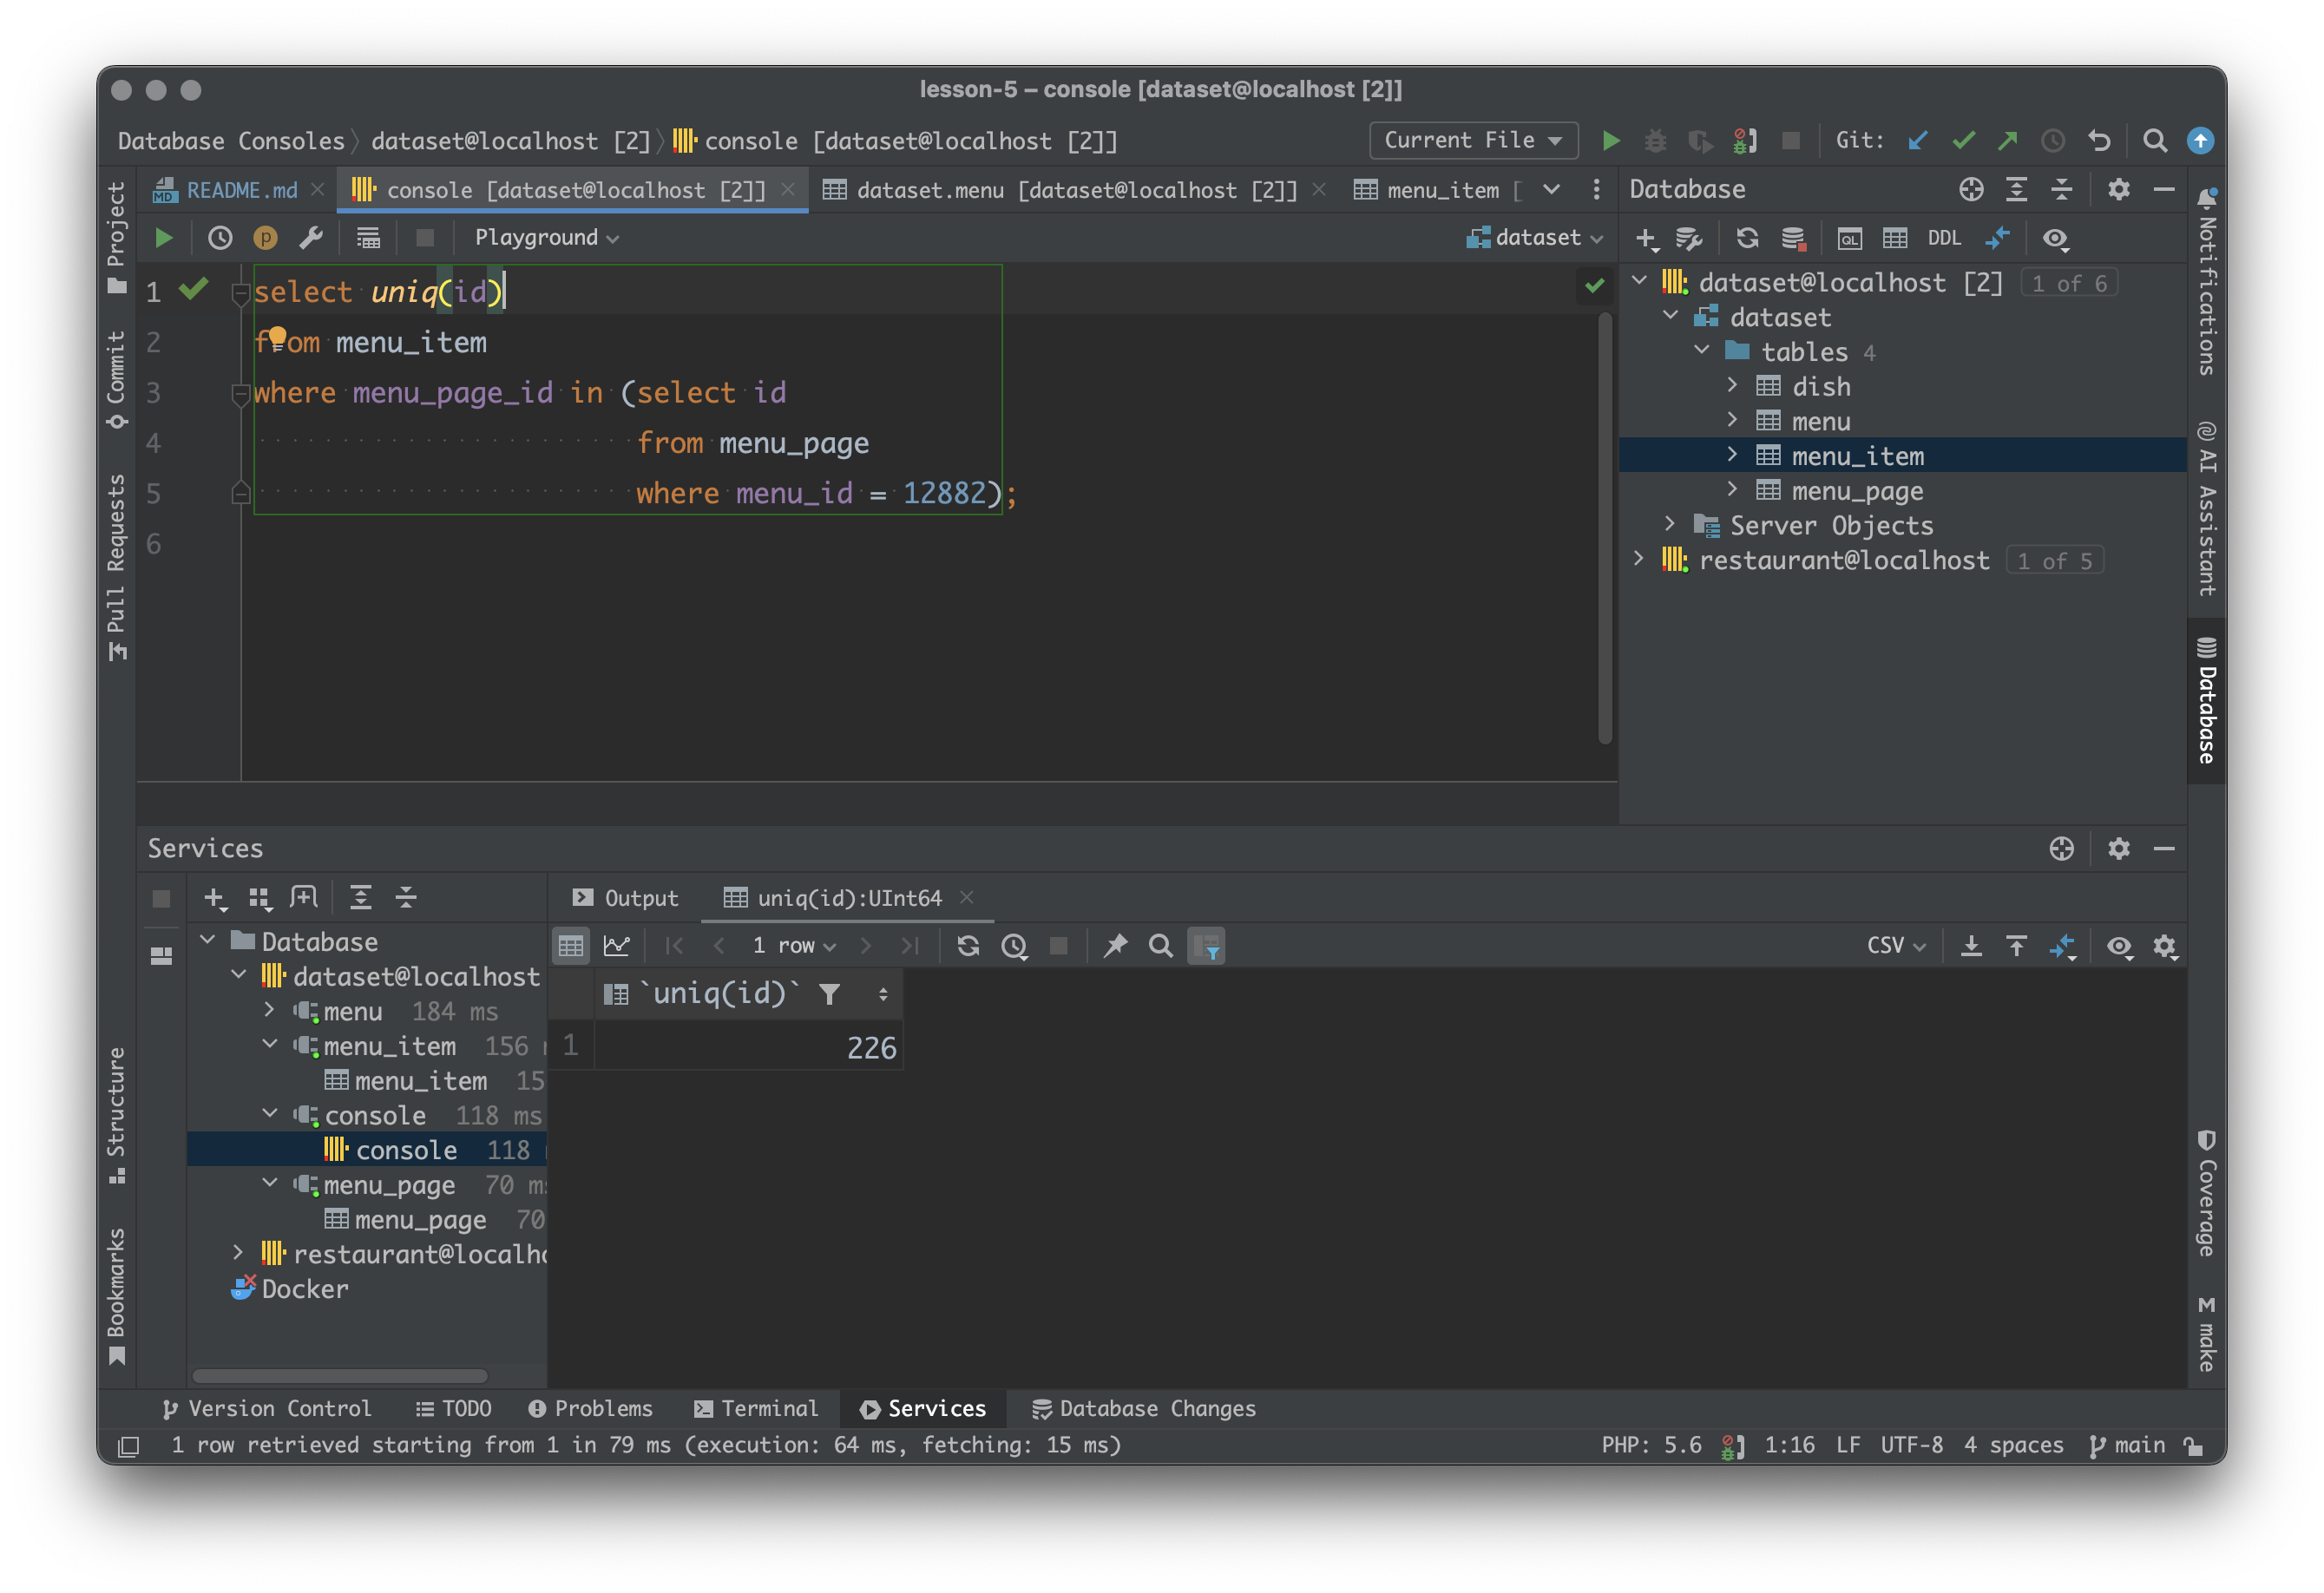 lesson-5 – console [dataset@localhost [2]]
Database Consoles dataset@localhost [2] console [dataset@localhost [2]]
Current File
Git:
README.md
console [dataset@localhost [2]]
dataset.menu [dataset@localhost [2]]
menu_item [
Database
Playground
dataset
DDL
1 select uniq(id)
2 from menu_item
3 where menu_page_id in (select id
4 from menu_page
5 where menu_id = 12882);
6
dataset@localhost [2] 1 of 6
dataset
tables 4
dish
menu
menu_item
menu_page
Server Objects
restaurant@localhost 1 of 5
Project
Commit
Pull Requests
Structure
Bookmarks
Notifications
AI Assistant
Database
Coverage
M make
Services
Output
uniq(id):UInt64
1 row
CSV
Database
dataset@localhost
menu 184 ms
menu_item 156
menu_item 15
console 118 ms
console 118
menu_page 70 m
menu_page 70
restaurant@localh
Docker
`uniq(id)`
1 226
Version Control
TODO
Problems
Terminal
Services
Database Changes
1 row retrieved starting from 1 in 79 ms (execution: 64 ms, fetching: 15 ms)
PHP: 5.6
1:16
LF
UTF-8
4 spaces
main